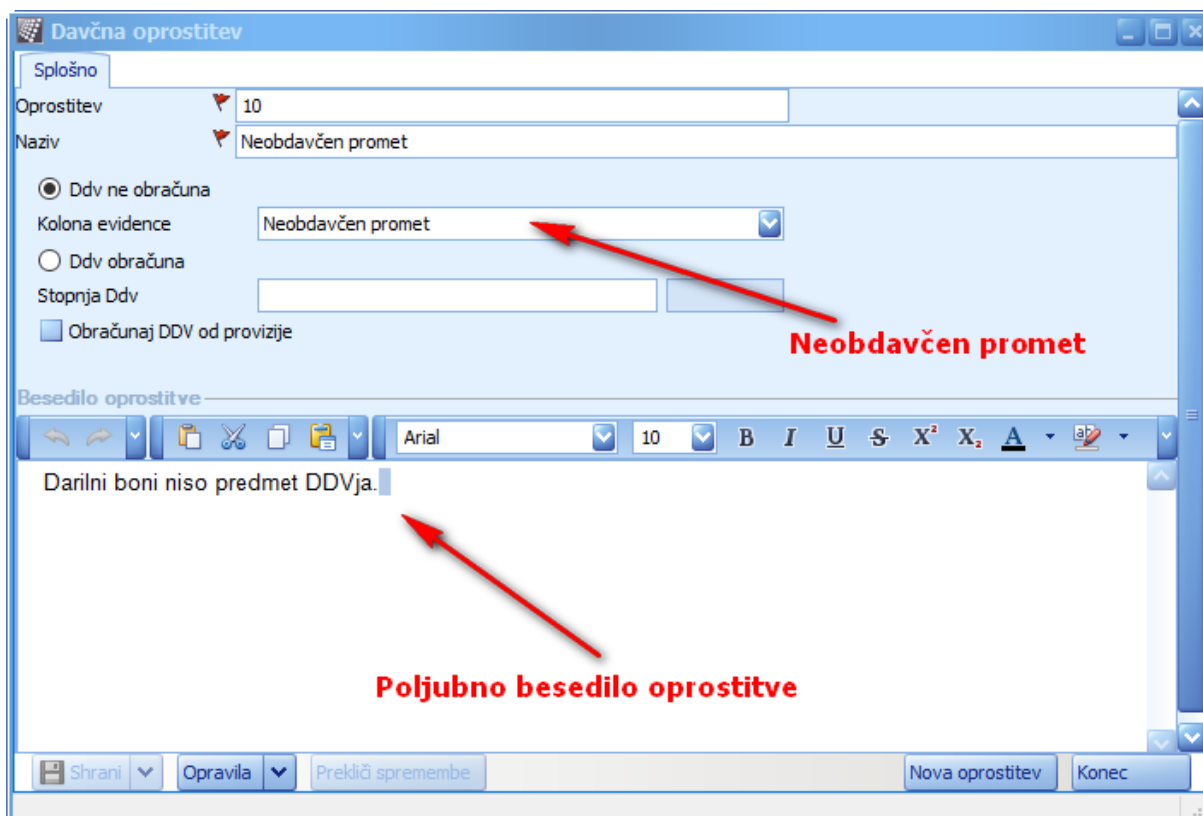 Davčna oprostitev
Splošno
Oprostitev 10
Naziv Neobdavčen promet
Ddv ne obračuna
Kolona evidence Neobdavčen promet
Ddv obračuna
Stopnja Ddv
Obračunaj DDV od provizije
Neobdavčen promet
Besedilo oprostitve
Arial 10 B I U S X² X₂ A ab
Darilni boni niso predmet DDVja.
Poljubno besedilo oprostitve
Shrani Opravila Prekliči spremembe Nova oprostitev Konec